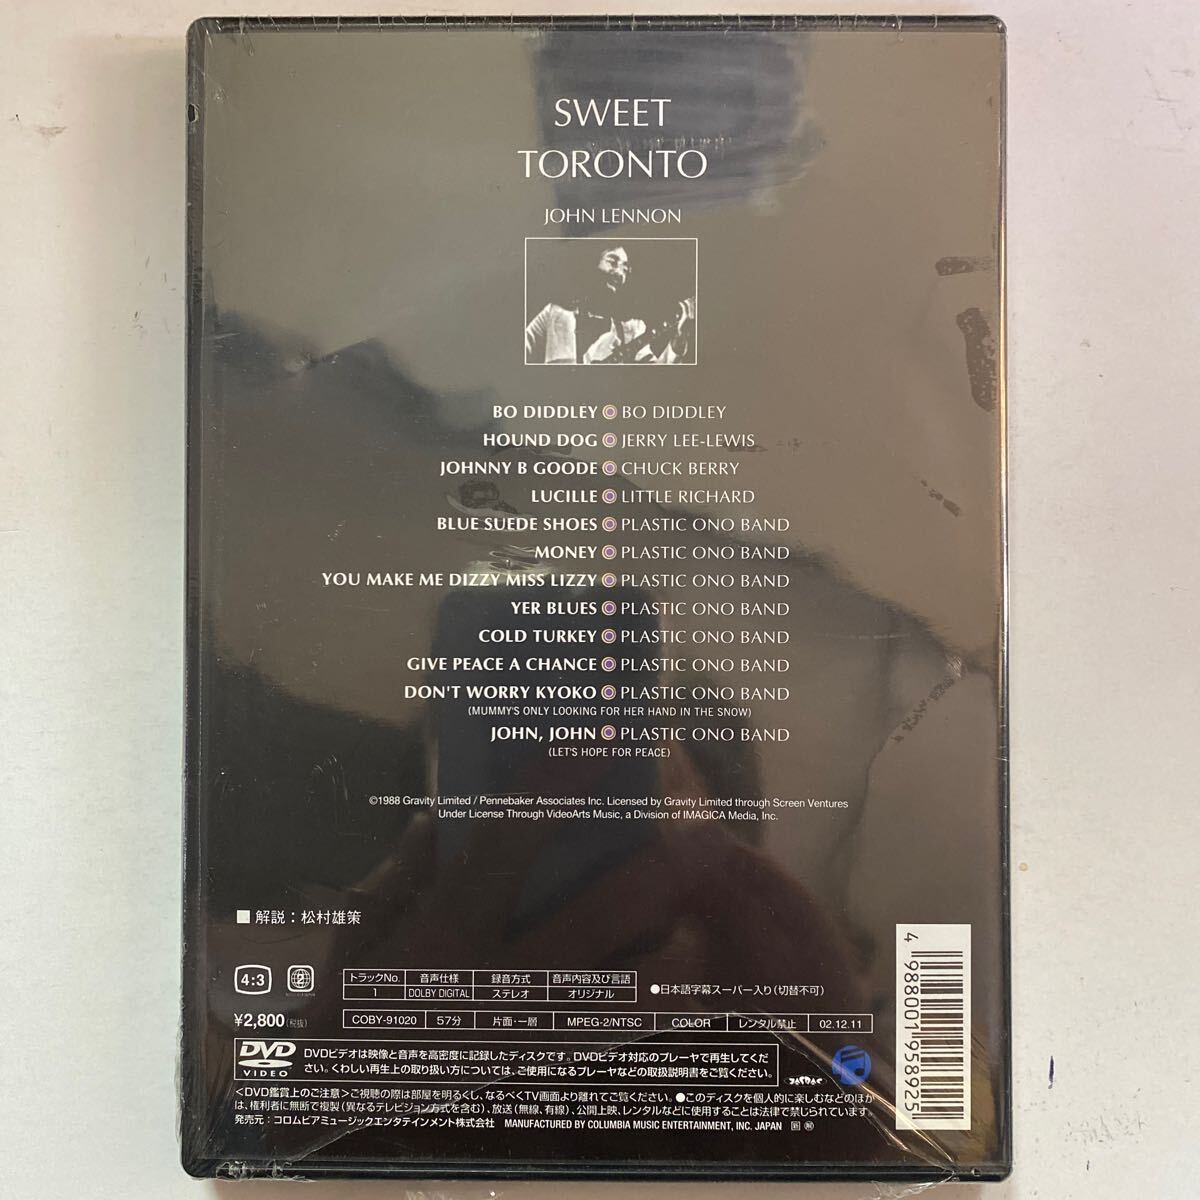 SWEET
TORONTO
JOHN LENNON
BO DIDDLEY BO DIDDLEY
HOUND DOG JERRY LEE-LEWIS
JOHNNY B GOODE CHUCK BERRY
LUCILLE LITTLE RICHARD
BLUE SUEDE SHOES PLASTIC ONO BAND
MONEY PLASTIC ONO BAND
YOU MAKE ME DIZZY MISS LIZZY PLASTIC ONO BAND
YER BLUES PLASTIC ONO BAND
COLD TURKEY PLASTIC ONO BAND
GIVE PEACE A CHANCE PLASTIC ONO BAND
DON'T WORRY KYOKO PLASTIC ONO BAND
(MUMMY'S ONLY LOOKING FOR HER HAND IN THE SNOW)
JOHN, JOHN PLASTIC ONO BAND
(LET'S HOPE FOR PEACE)
©1988 Gravity Limited / Pennebaker Associates Inc. Licensed by Gravity Limited through Screen Ventures
Under License Through VideoArts Music, a Division of IMAGICA Media, Inc.
■ 解説：松村雄策
4:3 2
トラックNo. 音声仕様 録音方式 音声内容及び言語
1 DOLBY DIGITAL ステレオ オリジナル
●日本語字幕スーパー入り(切替不可)
¥2,800(税抜)
COBY-91020 57分 片面・一層 MPEG-2/NTSC COLOR レンタル禁止 02.12.11
DVD VIDEO
DVDビデオは映像と音声を高密度に記録したディスクです。DVDビデオ対応のプレーヤで再生してくだ
さい。くわしい再生上の取り扱い方については、ご使用になるプレーヤなどの取扱説明書をご覧ください。
JASRAC
<DVD鑑賞上のご注意>ご視聴の際は部屋を明るくし、なるべくTV画面より離れてご覧ください。●このディスクを個人的に楽しむなどのほか
は、権利者に無断で複製(異なるテレビジョン方式を含む)、放送(無線、有線)、公開上映、レンタルなどに使用することは法律で禁じられています。
発売元：コロムビアミュージックエンタテインメント株式会社 MANUFACTURED BY COLUMBIA MUSIC ENTERTAINMENT, INC. JAPAN
4 988001 958925